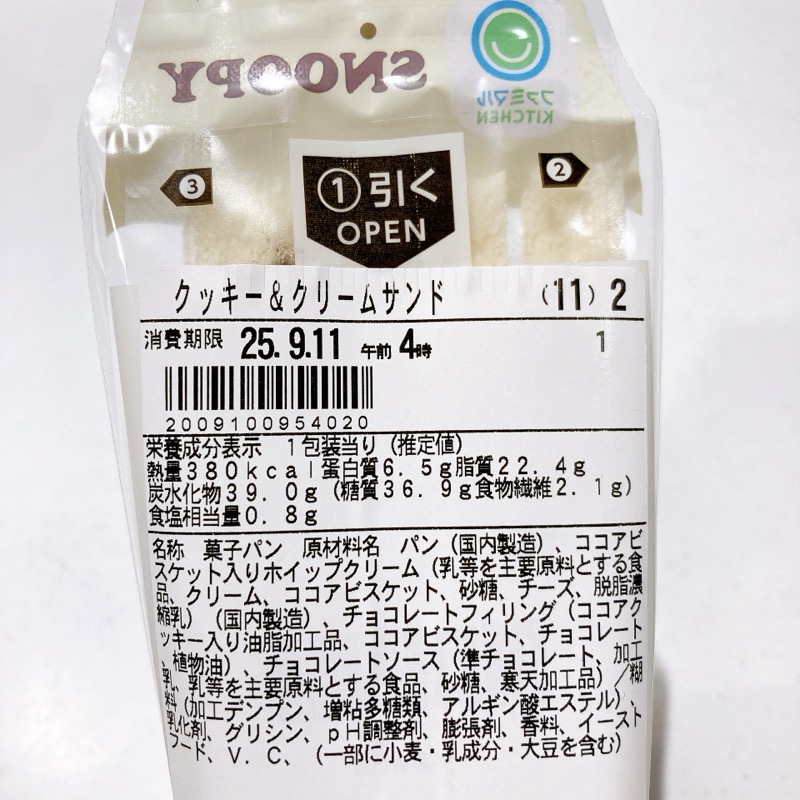 SNOOPY
ファミマル
KITCHEN
3
①引く
2
OPEN
クッキー＆クリームサンド (11) 2
消費期限 25. 9.11 午前 4時 1
2009100954020
栄養成分表示 1包装当り（推定値）
熱量380kcal蛋白質6.5g脂質22.4g
炭水化物39.0g（糖質36.9g食物繊維2.1g）
食塩相当量0.8g
名称 菓子パン 原材料名 パン（国内製造）、ココアビ
スケット入りホイップクリーム（乳等を主要原料とする食
品、クリーム、ココアビスケット、砂糖、チーズ、脱脂濃
縮乳）（国内製造）、チョコレートフィリング（ココアク
ッキー入り油脂加工品、ココアビスケット、チョコレート
、植物油）、チョコレートソース（準チョコレート、加工
乳、乳等を主要原料とする食品、砂糖、寒天加工品）／糊
料（加工デンプン、増粘多糖類、アルギン酸エステル）、
乳化剤、グリシン、pH調整剤、膨張剤、香料、イースト
フード、V.C、（一部に小麦・乳成分・大豆を含む）